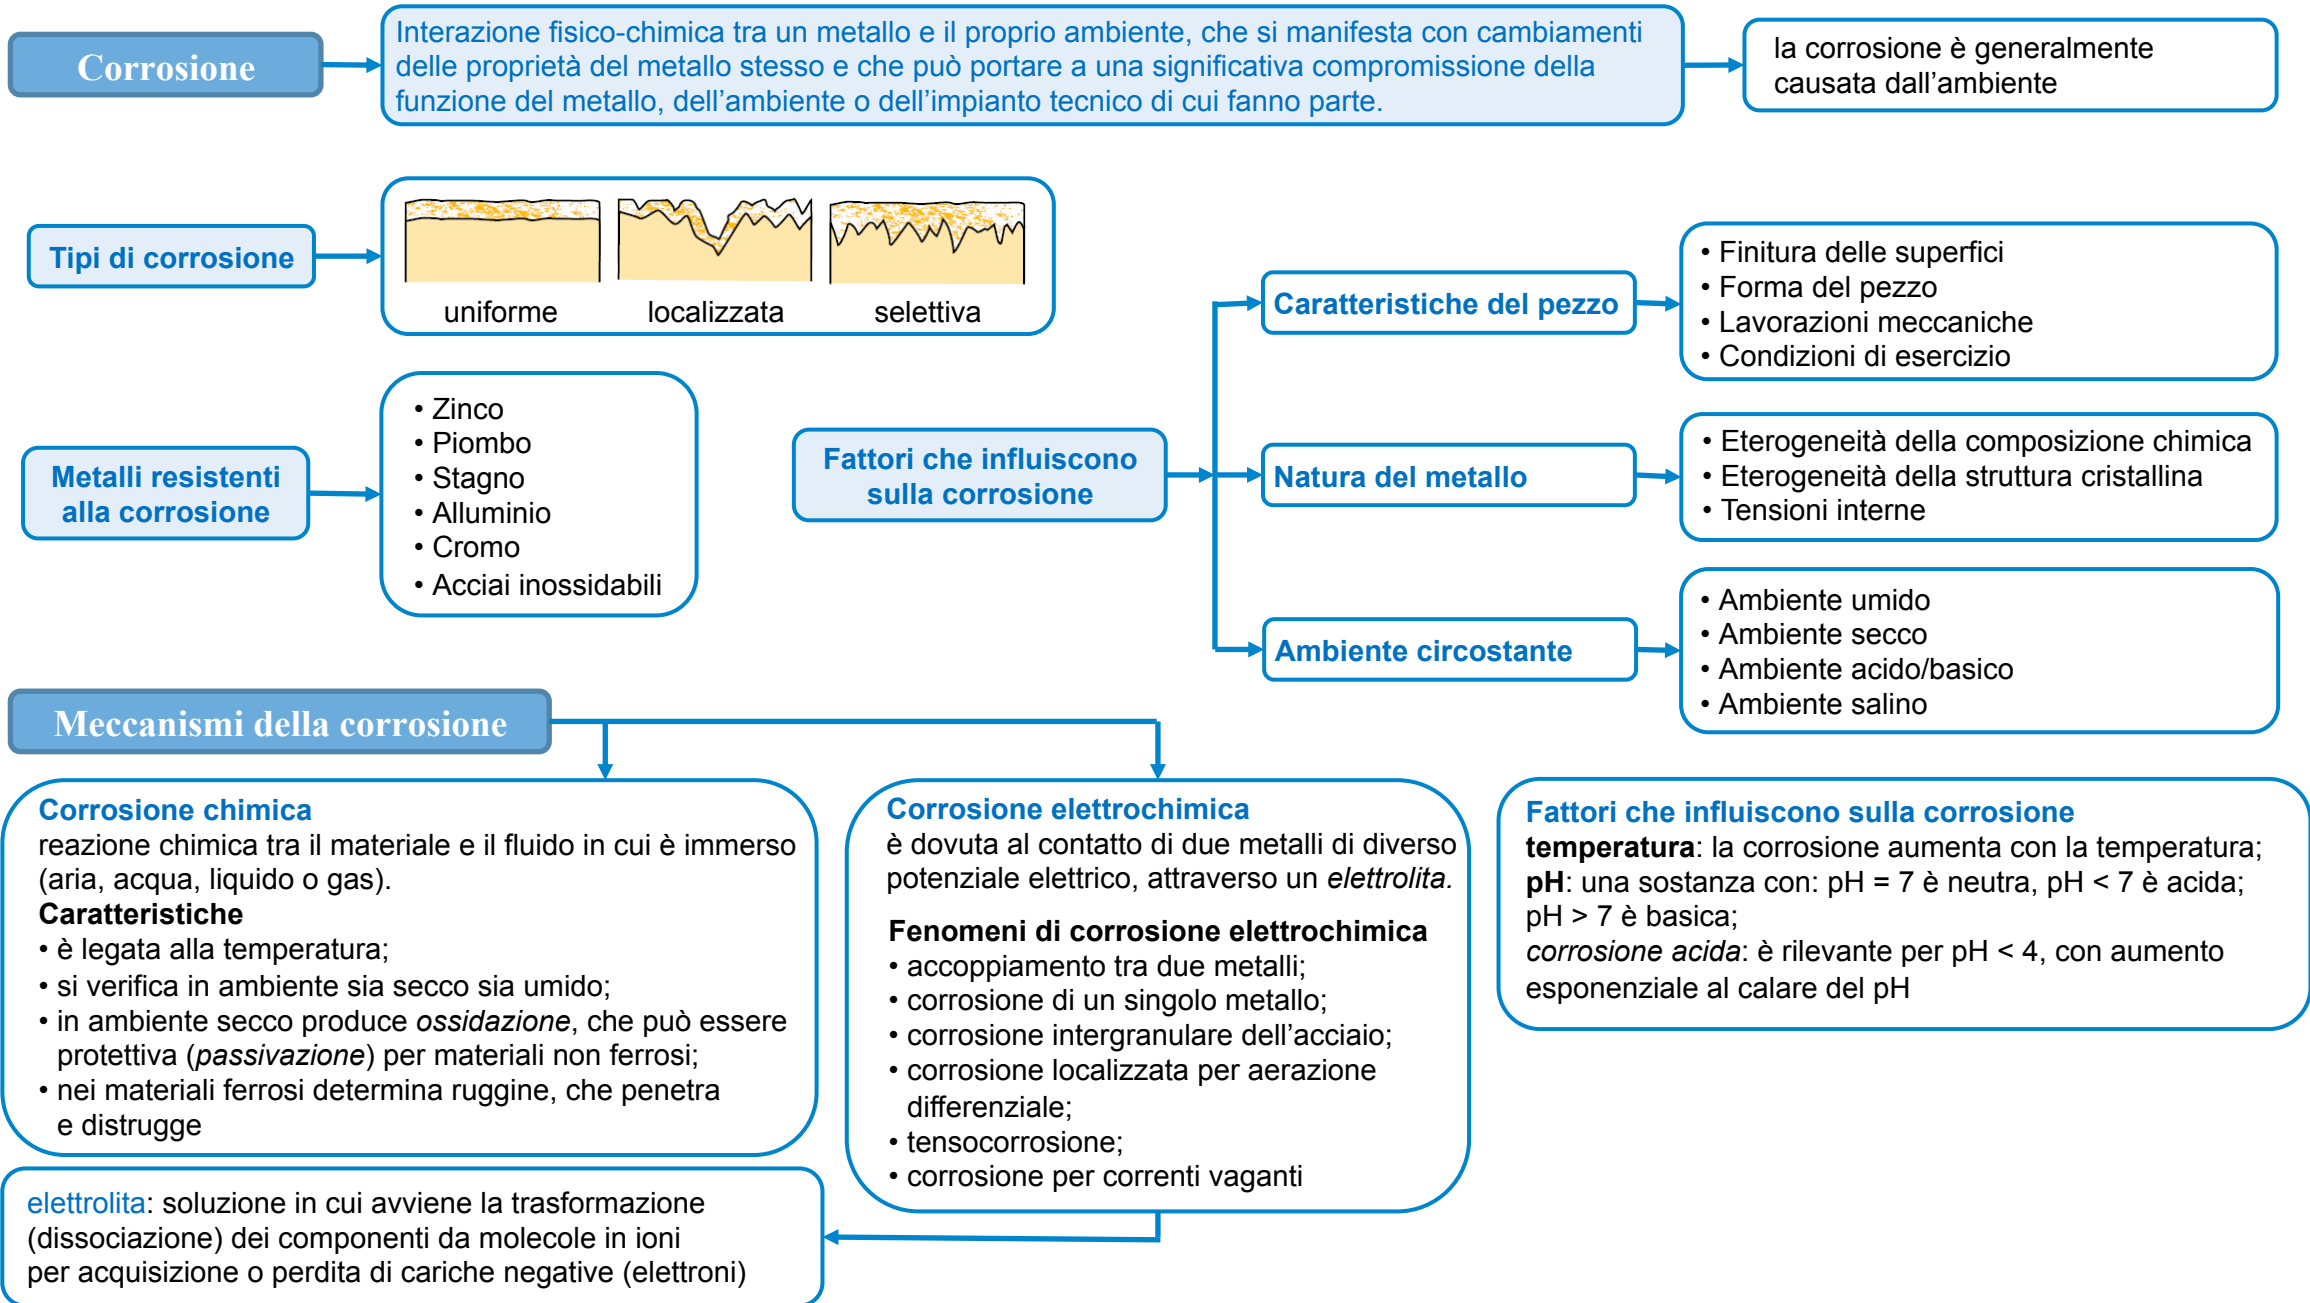 Corrosione
Interazione fisico-chimica tra un metallo e il proprio ambiente, che si manifesta con cambiamenti
delle proprietà del metallo stesso e che può portare a una significativa compromissione della
funzione del metallo, dell’ambiente o dell’impianto tecnico di cui fanno parte.
la corrosione è generalmente
causata dall’ambiente
Tipi di corrosione
uniforme
localizzata
selettiva
Metalli resistenti
alla corrosione
• Zinco
• Piombo
• Stagno
• Alluminio
• Cromo
• Acciai inossidabili
Fattori che influiscono
sulla corrosione
Caratteristiche del pezzo
• Finitura delle superfici
• Forma del pezzo
• Lavorazioni meccaniche
• Condizioni di esercizio
Natura del metallo
• Eterogeneità della composizione chimica
• Eterogeneità della struttura cristallina
• Tensioni interne
Ambiente circostante
• Ambiente umido
• Ambiente secco
• Ambiente acido/basico
• Ambiente salino
Meccanismi della corrosione
Corrosione chimica
reazione chimica tra il materiale e il fluido in cui è immerso
(aria, acqua, liquido o gas).
Caratteristiche
• è legata alla temperatura;
• si verifica in ambiente sia secco sia umido;
• in ambiente secco produce ossidazione, che può essere
protettiva (passivazione) per materiali non ferrosi;
• nei materiali ferrosi determina ruggine, che penetra
e distrugge
Corrosione elettrochimica
è dovuta al contatto di due metalli di diverso
potenziale elettrico, attraverso un elettrolita.
Fenomeni di corrosione elettrochimica
• accoppiamento tra due metalli;
• corrosione di un singolo metallo;
• corrosione intergranulare dell’acciaio;
• corrosione localizzata per aerazione
differenziale;
• tensocorrosione;
• corrosione per correnti vaganti
Fattori che influiscono sulla corrosione
temperatura: la corrosione aumenta con la temperatura;
pH: una sostanza con: pH = 7 è neutra, pH < 7 è acida;
pH > 7 è basica;
corrosione acida: è rilevante per pH < 4, con aumento
esponenziale al calare del pH
elettrolita: soluzione in cui avviene la trasformazione
(dissociazione) dei componenti da molecole in ioni
per acquisizione o perdita di cariche negative (elettroni)